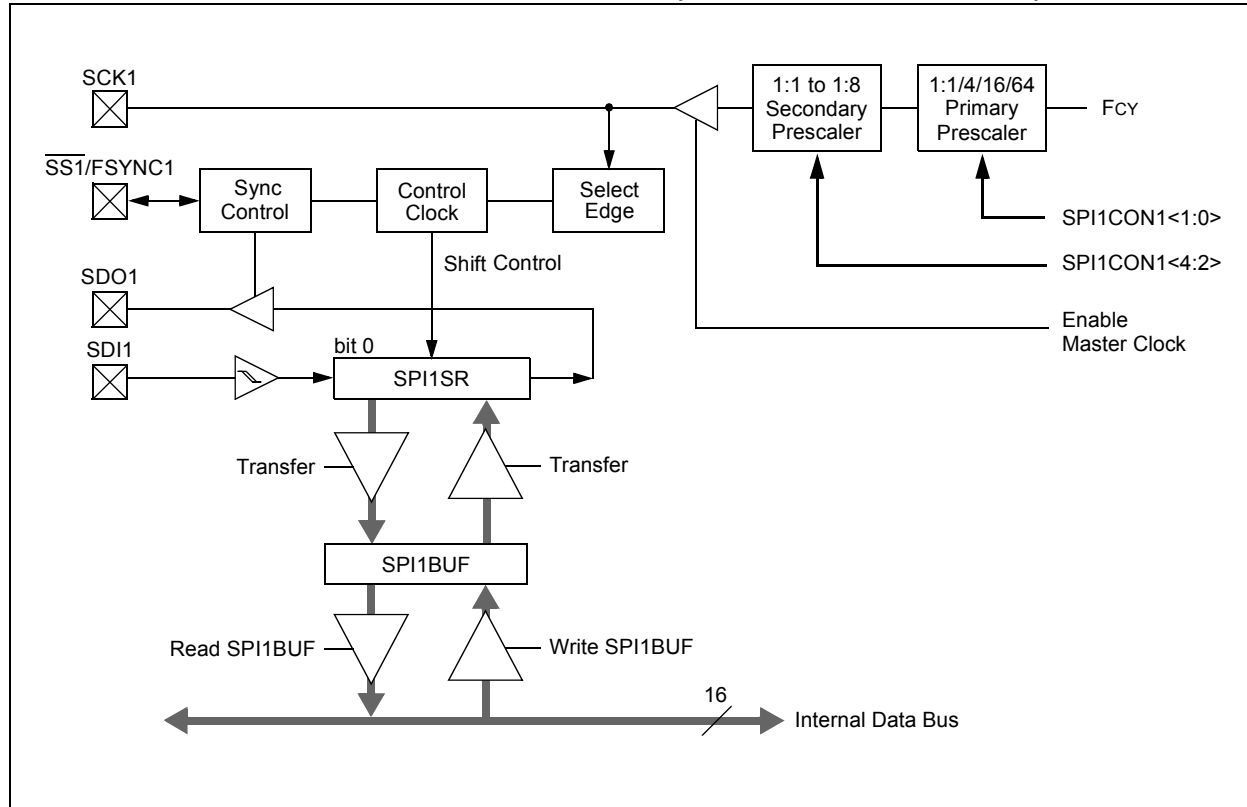 SCK1
SS1/FSYNC1
SDO1
SDI1
Sync
Control
Control
Clock
Select
Edge
1:1 to 1:8
Secondary
Prescaler
1:1/4/16/64
Primary
Prescaler
FCY
SPI1CON1<1:0>
SPI1CON1<4:2>
Enable
Master Clock
Shift Control
bit 0
SPI1SR
Transfer
Transfer
SPI1BUF
Read SPI1BUF
Write SPI1BUF
16
Internal Data Bus